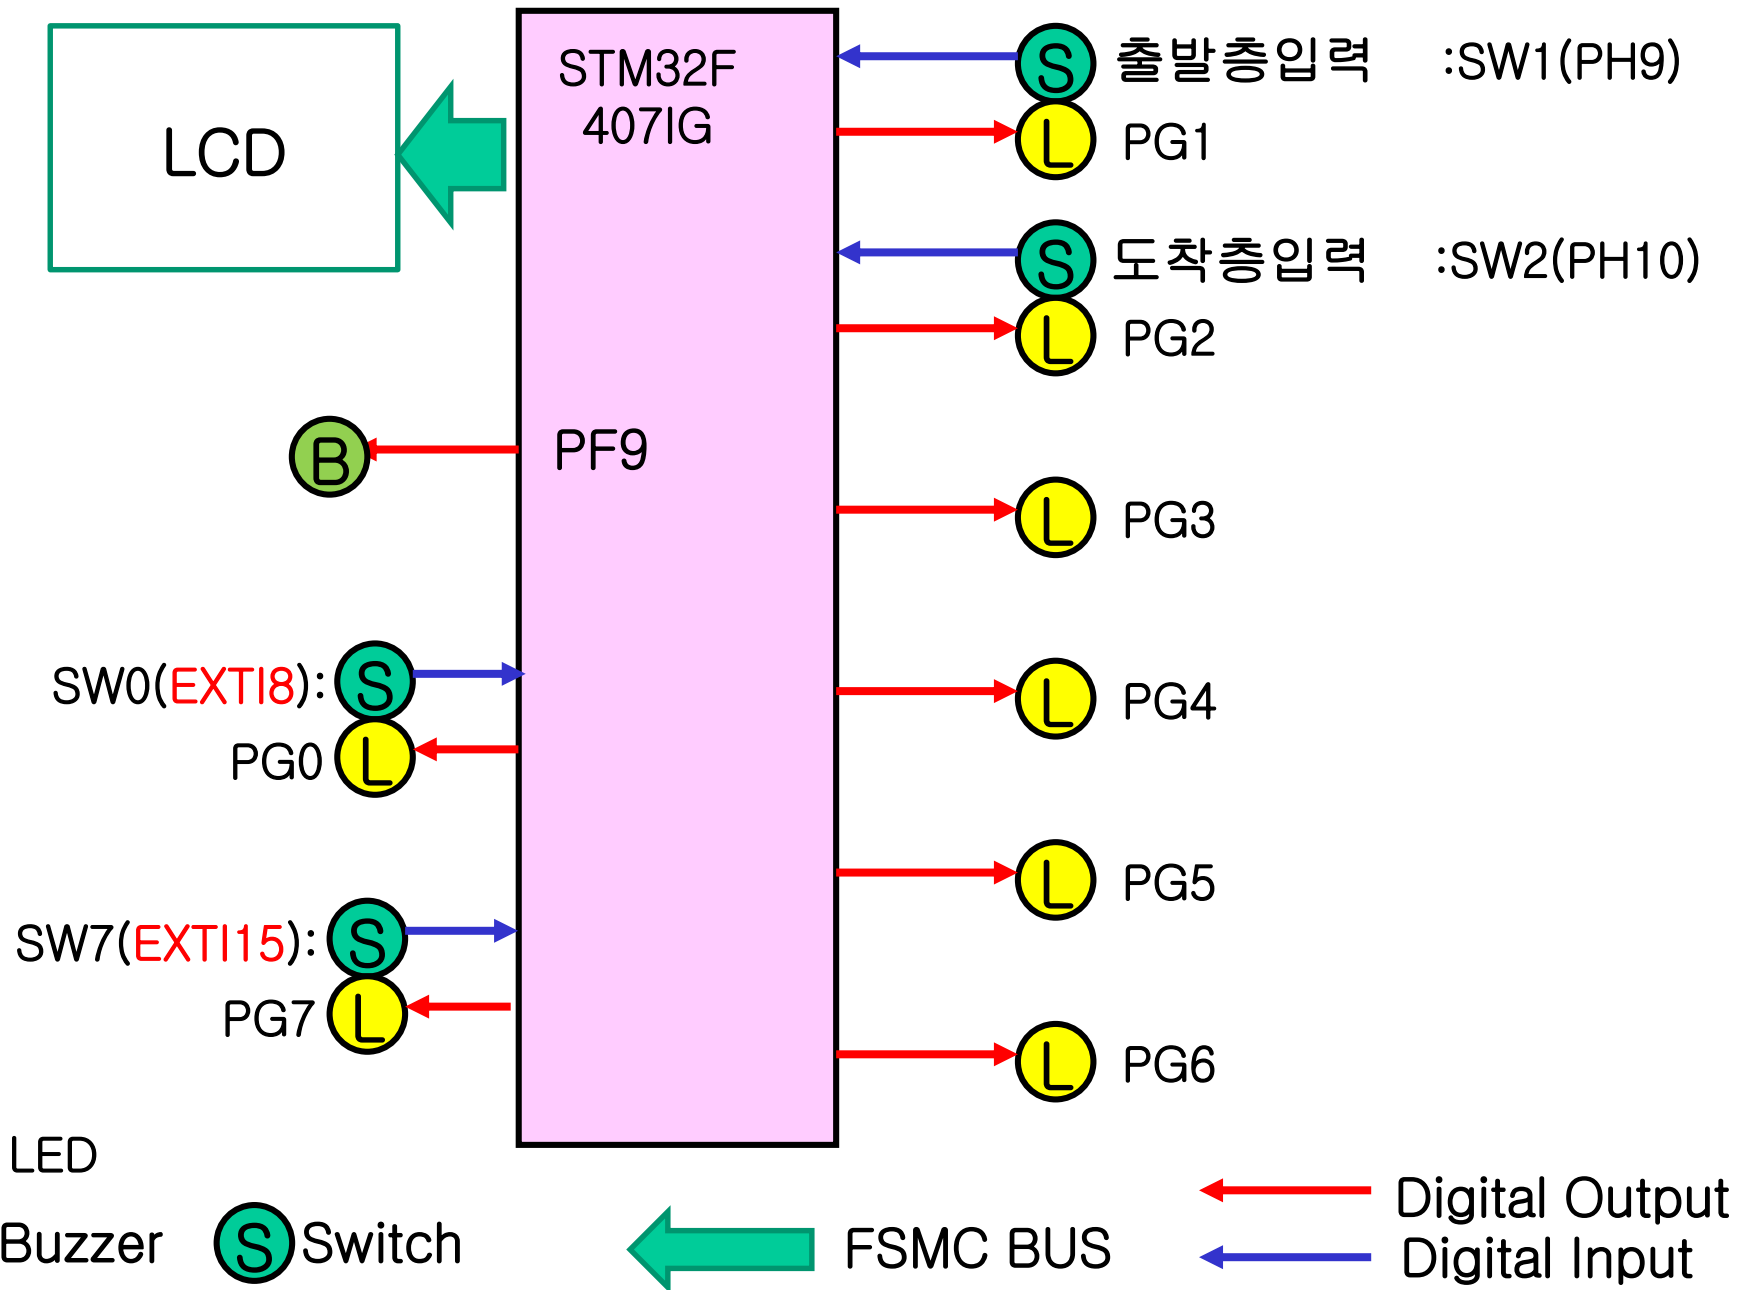 STM32F
407IG
LCD
S 출발층입력 :SW1(PH9)
L PG1
S 도착층입력 :SW2(PH10)
L PG2
B PF9
L PG3
SW0(EXTI8): S
PG0 L
L PG4
L PG5
SW7(EXTI15): S
PG7 L
L PG6
LED
Buzzer S Switch FSMC BUS
Digital Output
Digital Input